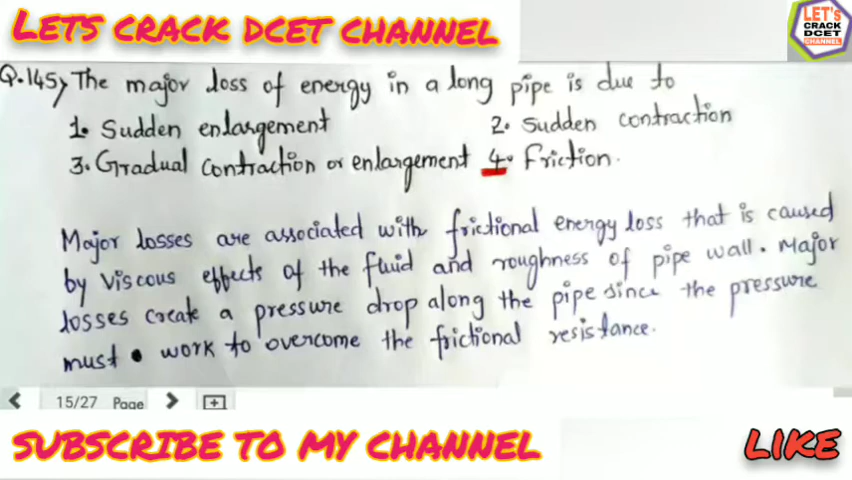 LETS CRACK DCET CHANNEL
LET'S
CRACK
DCET
CHANNEL
Q.145, The major loss of energy in a long pipe is due to
1. Sudden enlargement 2. Sudden contraction
3. Gradual contraction or enlargement 4. Friction.
Major losses are associated with frictional energy loss that is caused
by viscous effects of the fluid and roughness of pipe wall. Major
losses create a pressure drop along the pipe since the pressure
must work to overcome the frictional resistance.
< 15/27 Page > +
SUBSCRIBE TO MY CHANNEL LIKE